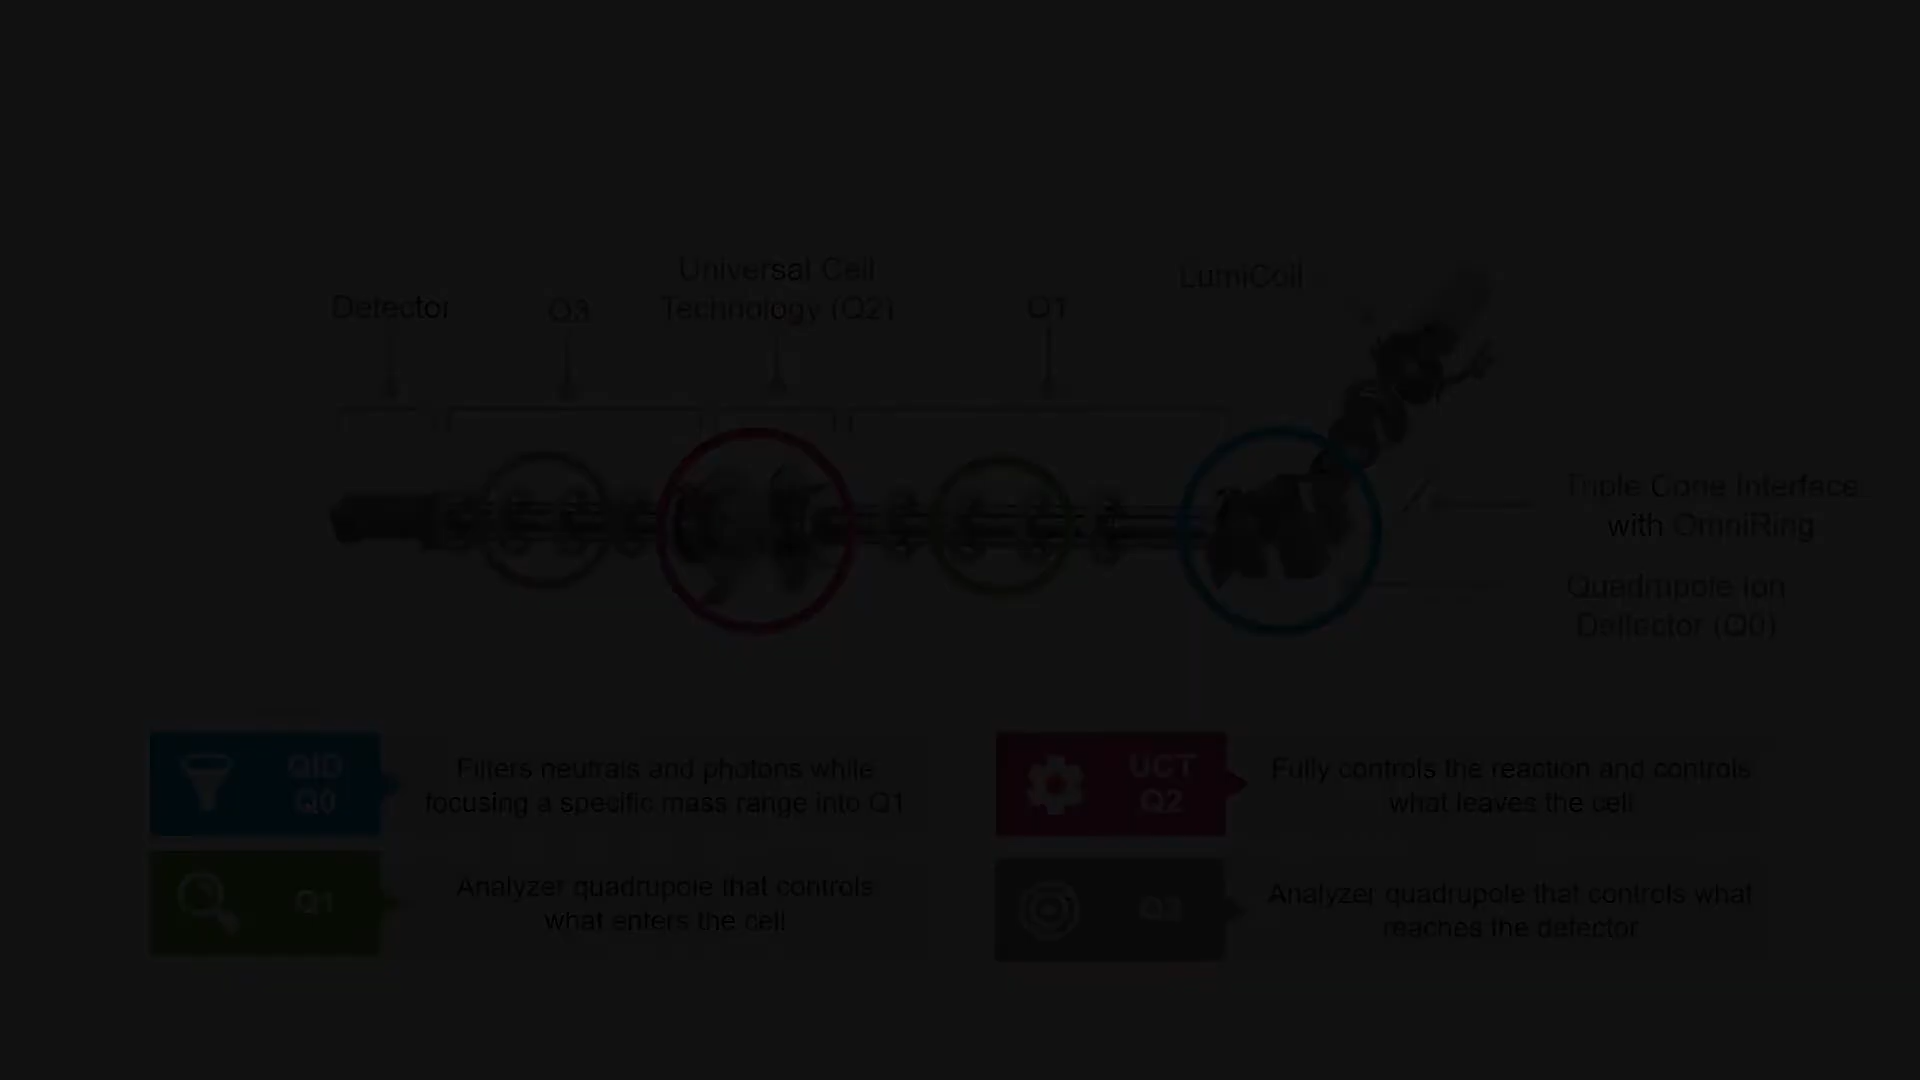 Universal Cell
Technology (Q2)
LumiCoil
Detector
Q3
Q1
Triple Cone Interface
with OmniRing
Quadrupole Ion
Deflector (Q0)
QID
Q0
Filters neutrals and photons while
focusing a specific mass range into Q1
UCT
Q2
Fully controls the reaction and controls
what leaves the cell
Q1
Analyzer quadrupole that controls
what enters the cell
Q3
Analyzer quadrupole that controls what
reaches the detector